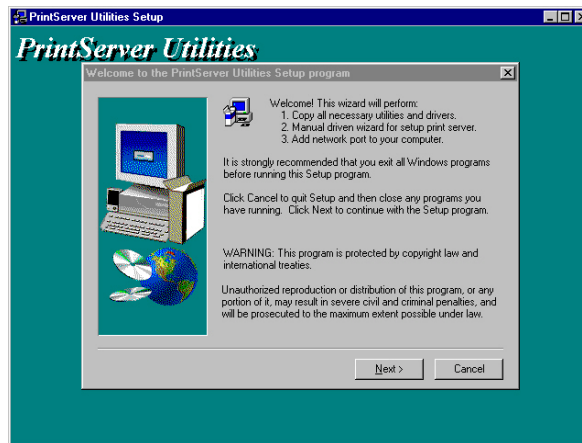 PrintServer Utilities Setup
PrintServer Utilities
Welcome to the PrintServer Utilities Setup program
Welcome! This wizard will perform:
1. Copy all necessary utilities and drivers.
2. Manual driven wizard for setup print server.
3. Add network port to your computer.
It is strongly recommended that you exit all Windows programs
before running this Setup program.
Click Cancel to quit Setup and then close any programs you
have running. Click Next to continue with the Setup program.
WARNING: This program is protected by copyright law and
international treaties.
Unauthorized reproduction or distribution of this program, or any
portion of it, may result in severe civil and criminal penalties, and
will be prosecuted to the maximum extent possible under law.
Next >
Cancel